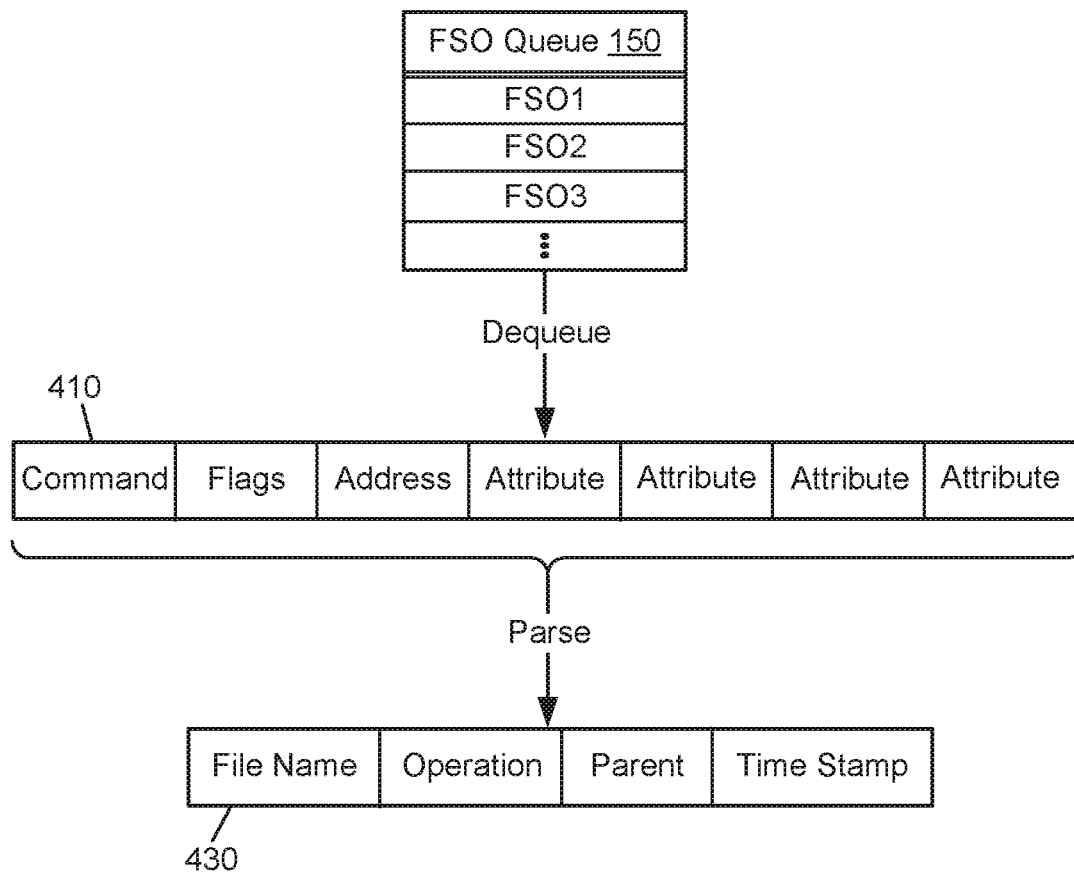 FSO Queue 150
FSO1
FSO2
FSO3
Dequeue
410
Command Flags Address Attribute Attribute Attribute Attribute
Parse
File Name Operation Parent Time Stamp
430